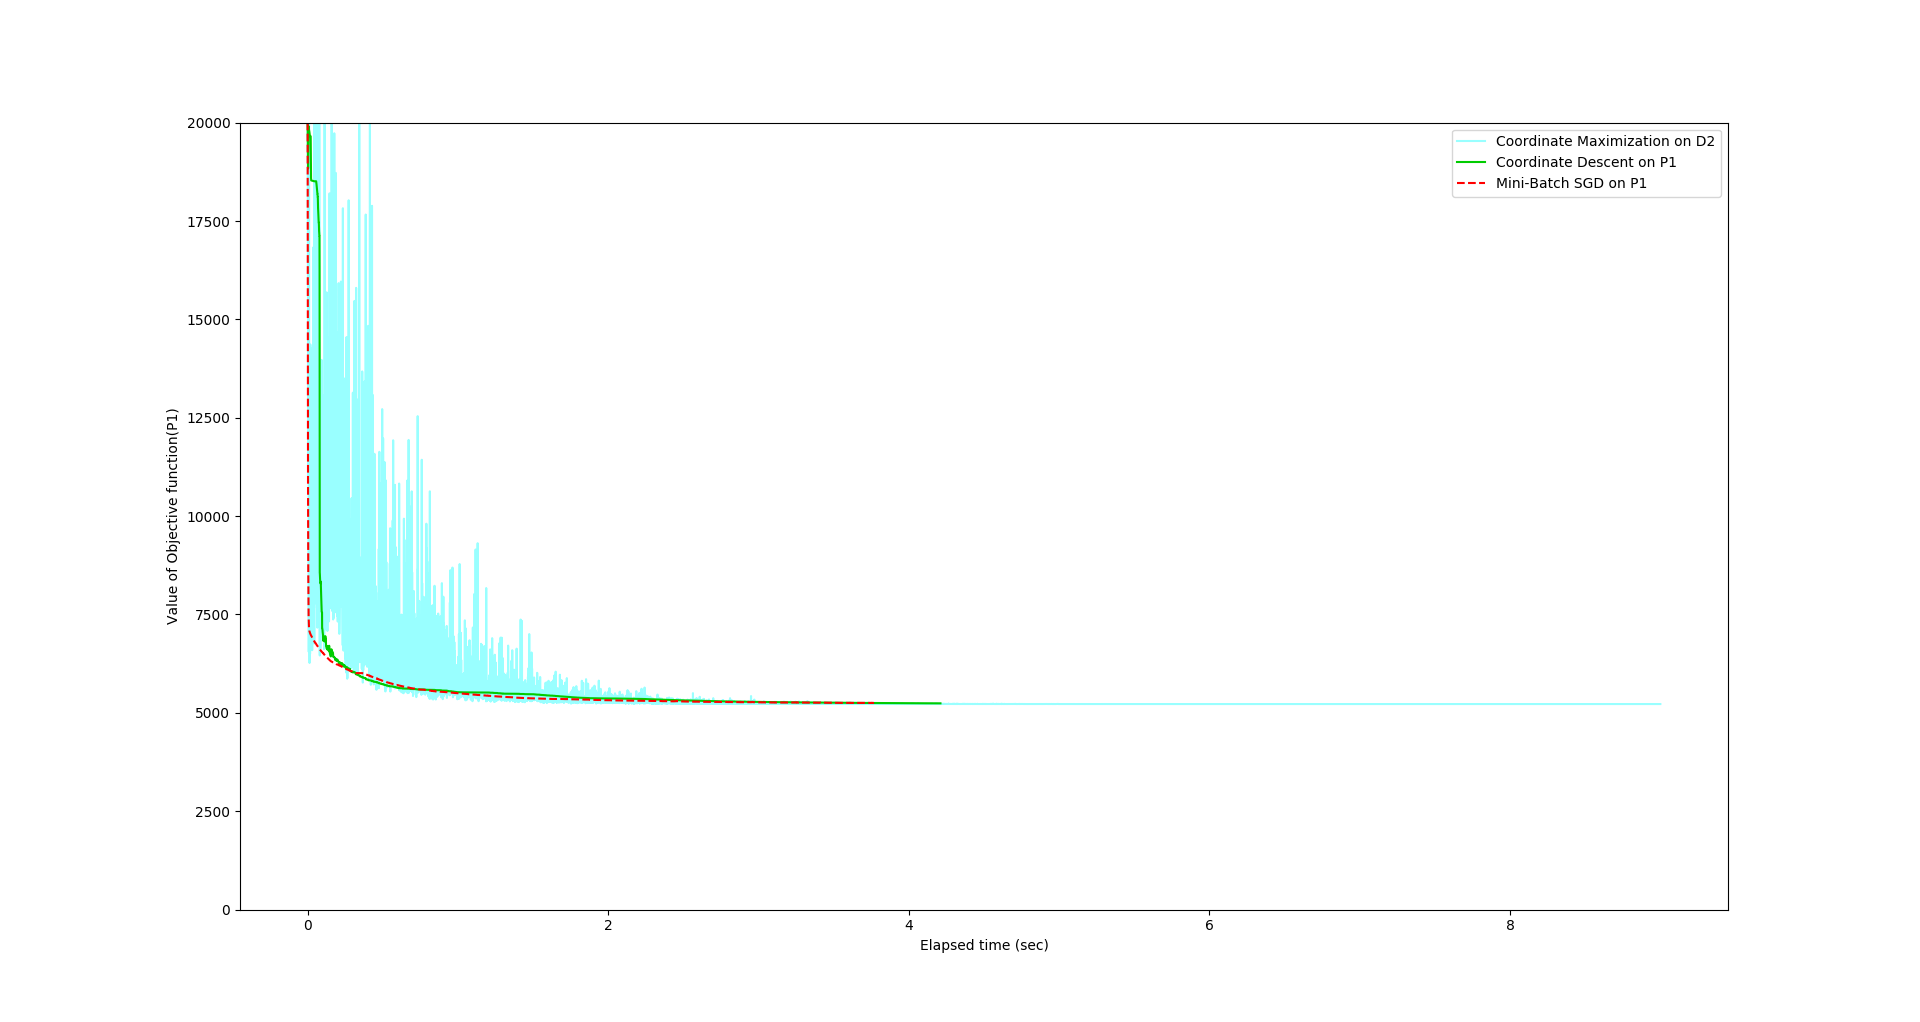 20000
17500
15000
12500
10000
7500
5000
2500
0
Value of Objective function(P1)
Coordinate Maximization on D2
Coordinate Descent on P1
Mini-Batch SGD on P1
0 2 4 6 8
Elapsed time (sec)